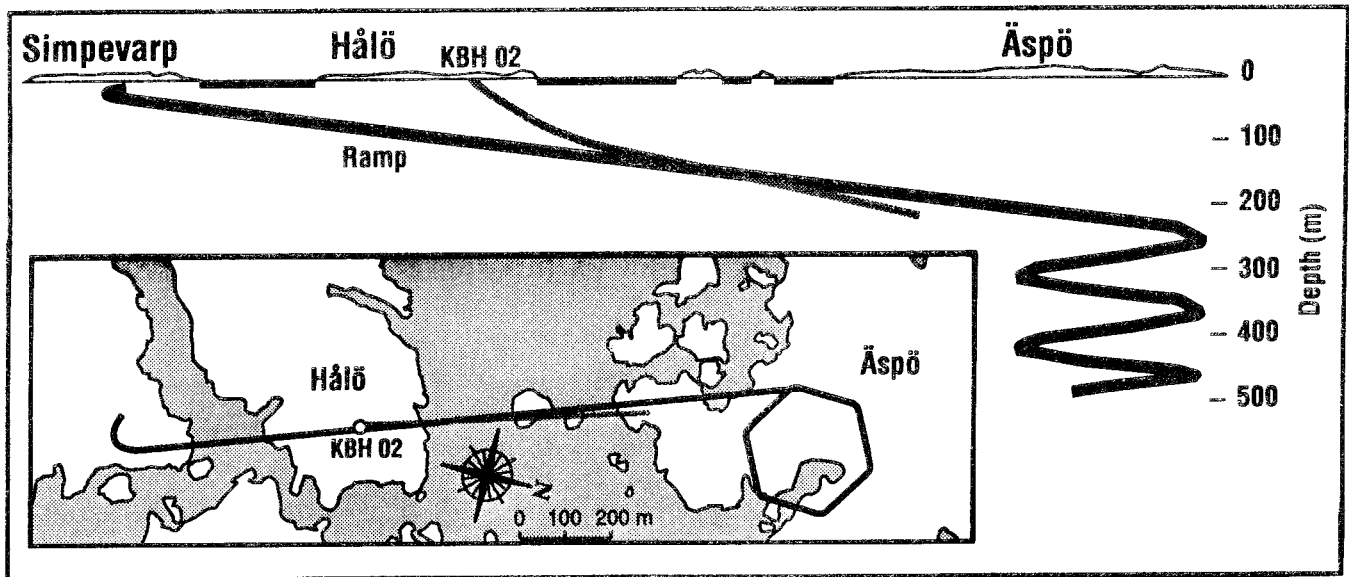 Simpevarp Hålö KBH 02 Äspö
0
100
Ramp
200
300
400
500
Depth (m)
Hålö
Äspö
KBH 02
N
0 100 200 m